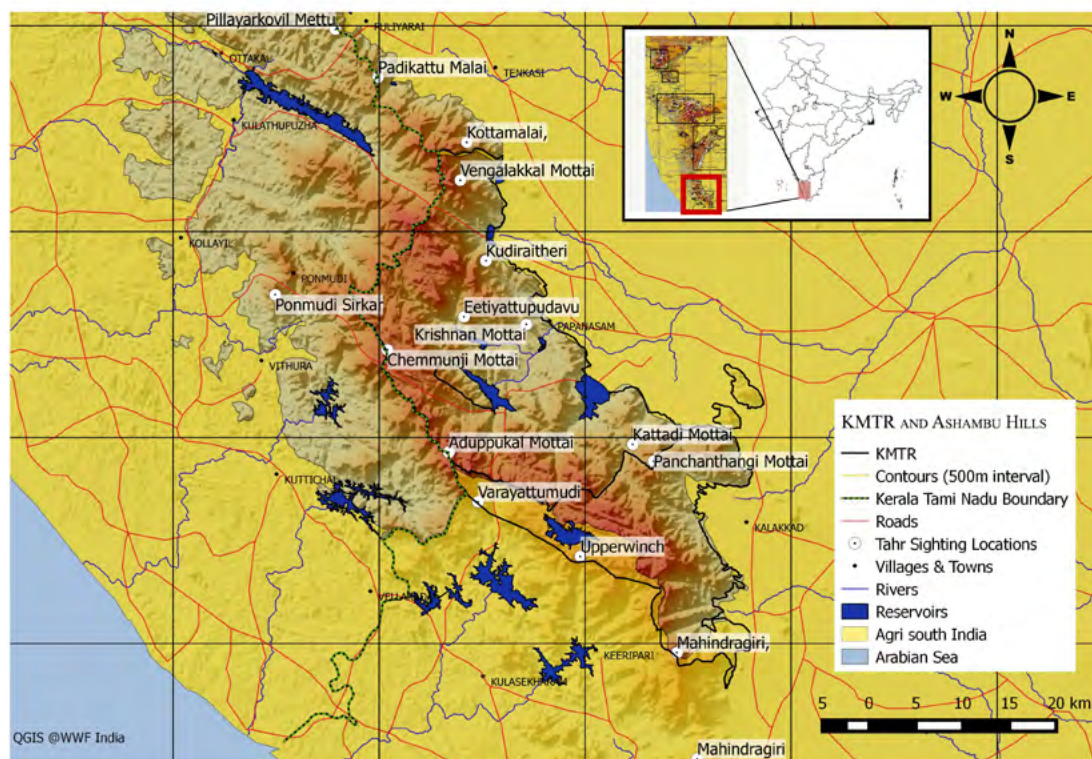 Pillayarkovil Mettu
PULIYARAI
OTTAKAL
Padikattu Malai
TENKASI
KULATHUPUZHA
Kottamalai,
Vengalakkal Mottai
KOLLAYIL
Kudiraitheri
PONMUDI
Ponmudi Sirkar
Eetiyattupudavu
Krishnan Mottai
PAPANASAM
Chemmunji Mottai
VITHURA
Aduppukal Mottai
Kattadi Mottai
Panchanthangi Mottai
KUTTICHAL
Varayattumudi
KALAKKAD
Upperwinch
Mahindragiri,
KEERIPARI
KULASEKHARAM
Mahindragiri
N
W
E
S
KMTR AND ASHAMBU HILLS
KMTR
Contours (500m interval)
Kerala Tami Nadu Boundary
Roads
Tahr Sighting Locations
Villages & Towns
Rivers
Reservoirs
Agri south India
Arabian Sea
5 0 5 10 15 20 km
QGIS @WWF India